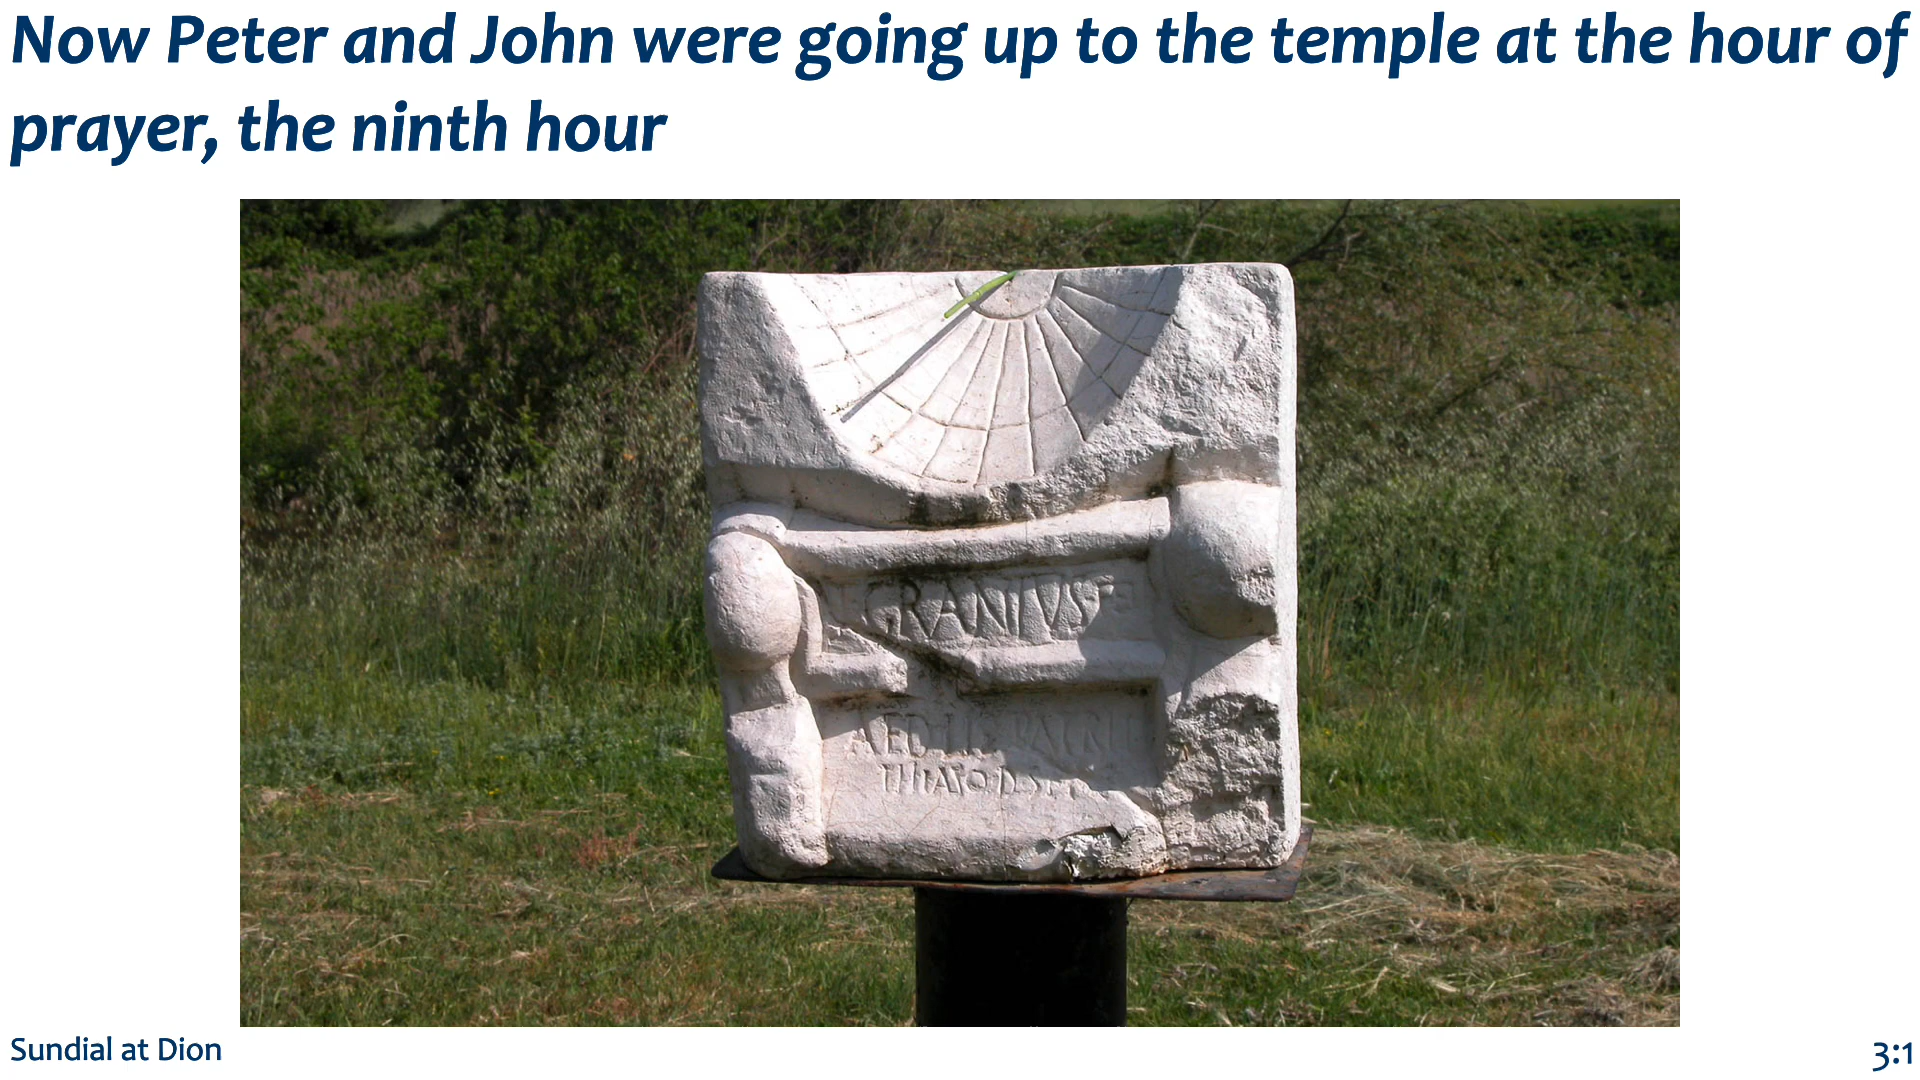 Now Peter and John were going up to the temple at the hour of
prayer, the ninth hour
GRANIUS
Sundial at Dion
3:1